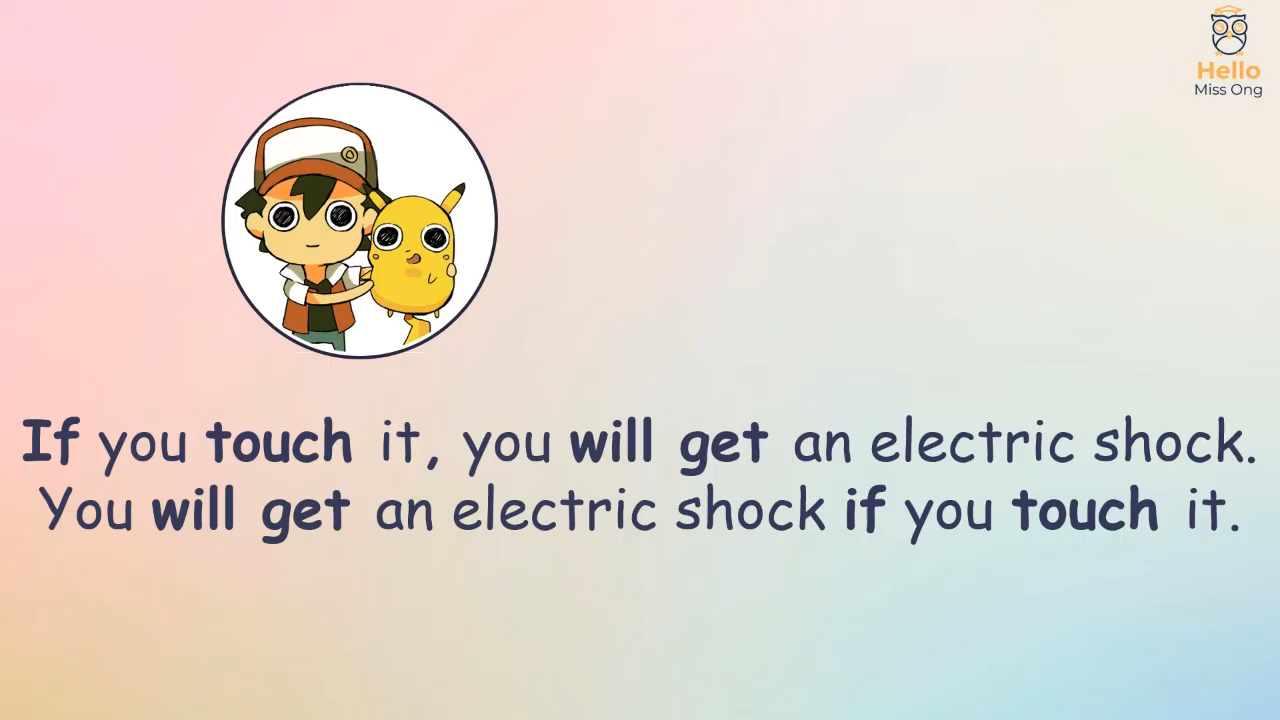 Hello
Miss Ong
If you touch it, you will get an electric shock.
You will get an electric shock if you touch it.